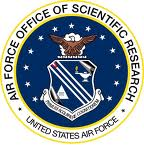 AIR FORCE OFFICE OF SCIENTIFIC RESEARCH
UNITED STATES AIR FORCE